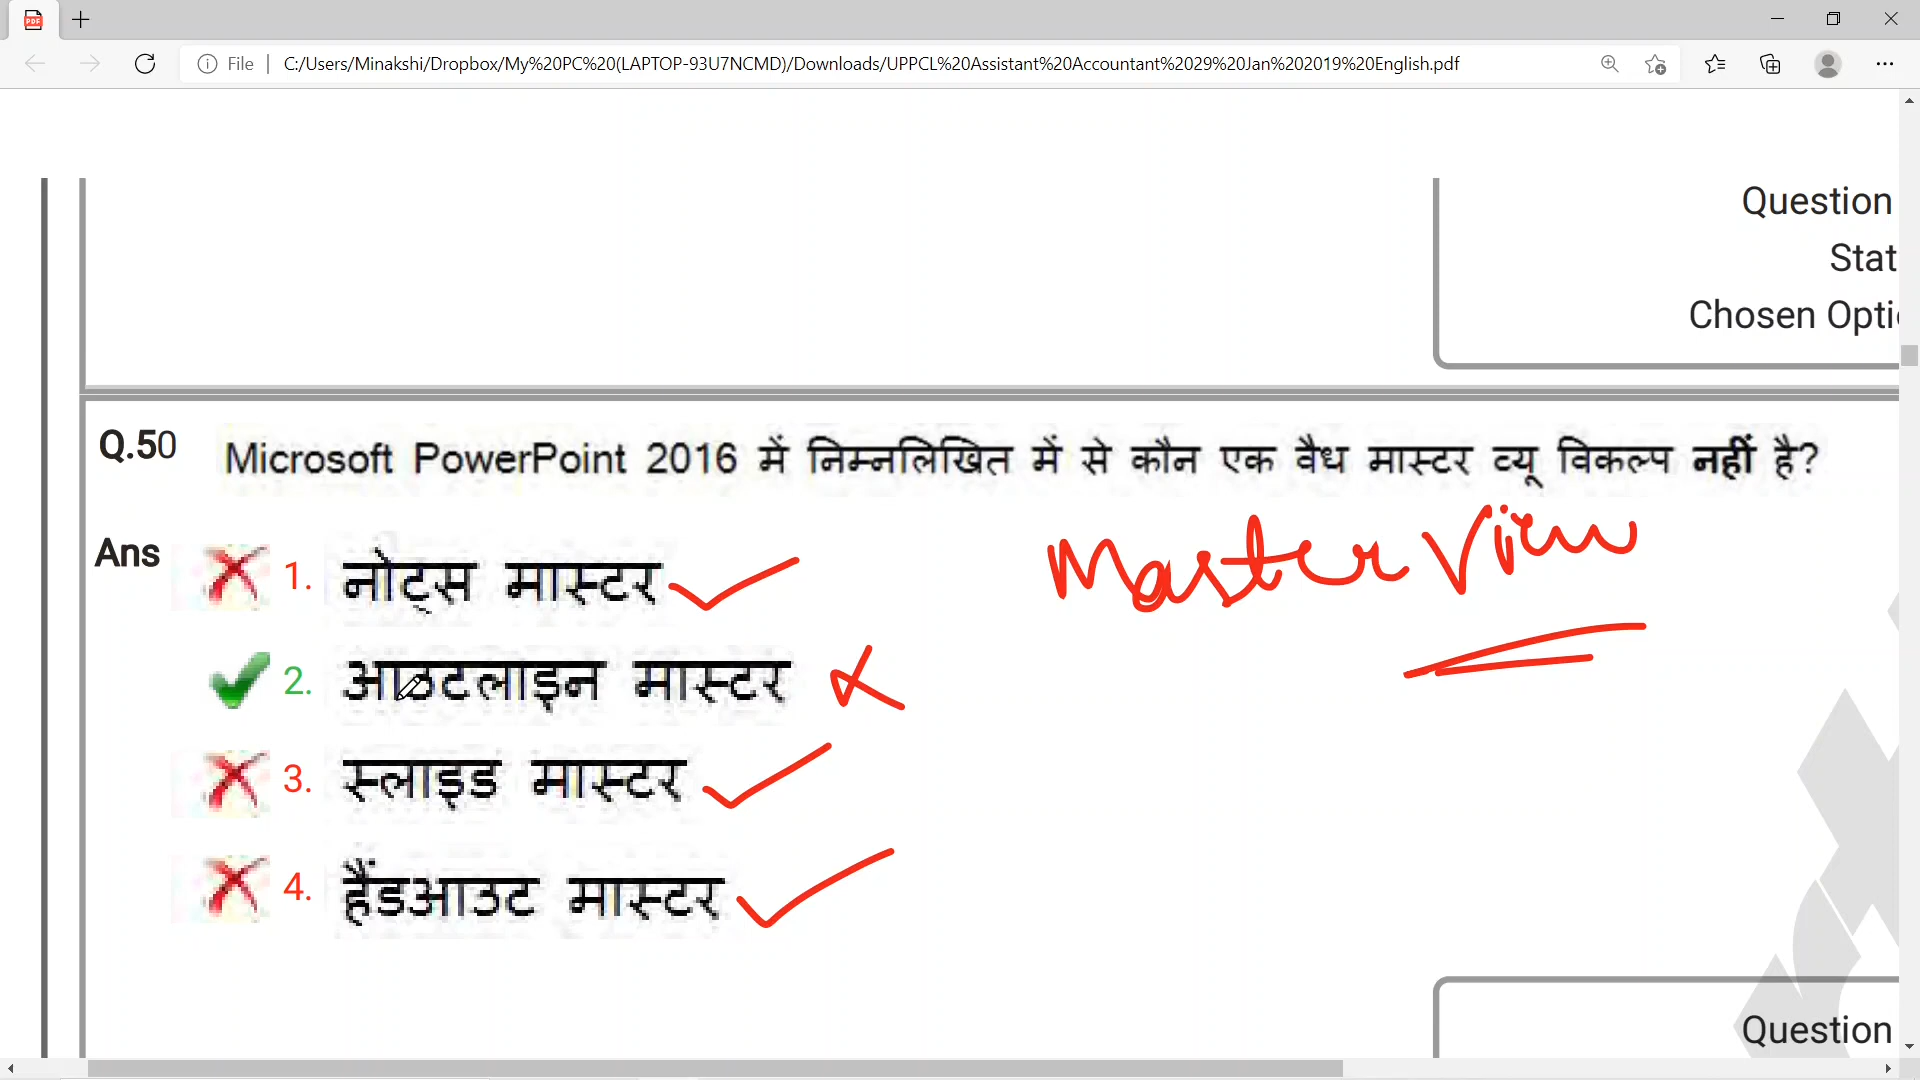 File C:/Users/Minakshi/Dropbox/My%20PC%20(LAPTOP-93U7NCMD)/Downloads/UPPCL%20Assistant%20Accountant%2029%20Jan%202019%20English.pdf
Question
Stat
Chosen Opti
Q.50 Microsoft PowerPoint 2016 में निम्नलिखित में से कौन एक वैध मास्टर व्यू विकल्प नहीं है?
Master View
Ans 1. नोट्स मास्टर
2. आउटलाइन मास्टर
3. स्लाइड मास्टर
4. हैंडआउट मास्टर
Question